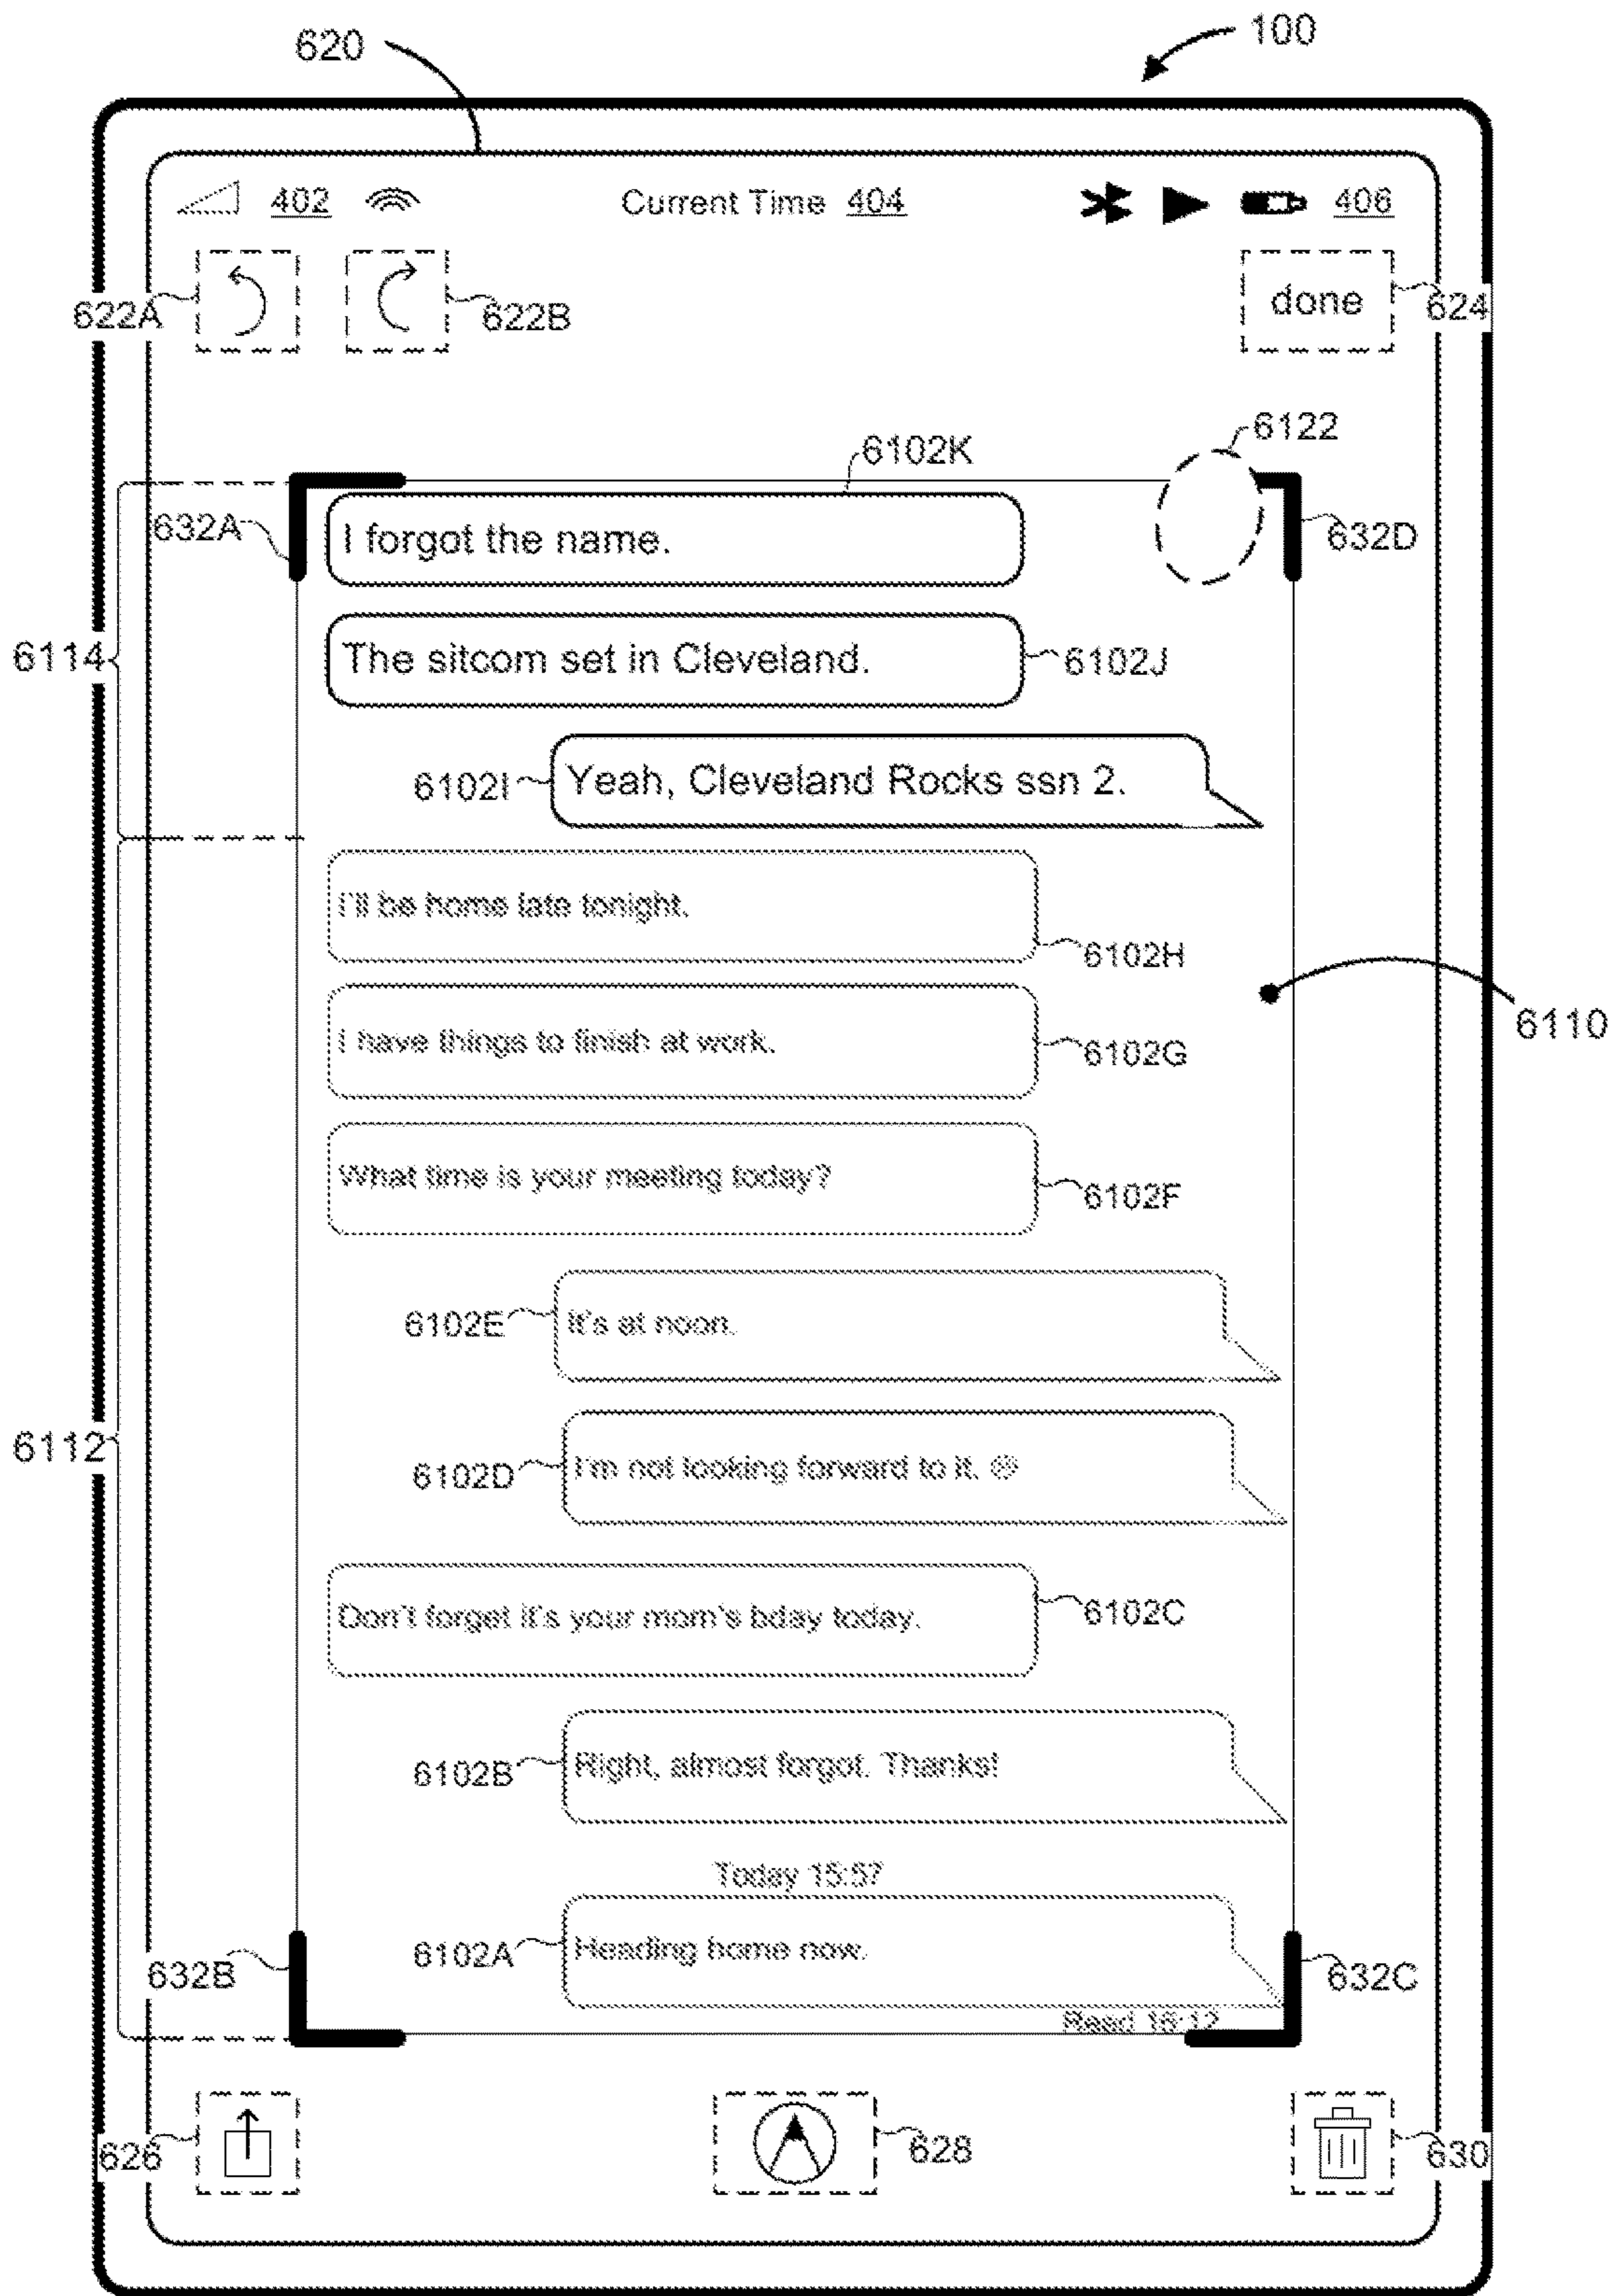 620
100
402 Current Time 404 406
622A 622B done 624
6122
6102K
632A I forgot the name. 632D
6114 The sitcom set in Cleveland. 6102J
6102I Yeah, Cleveland Rocks ssn 2.
I'll be home late tonight.
6102H
6110
I have things to finish at work. 6102G
What time is your meeting today? 6102F
6102E It's at noon.
6112
6102D I'm not looking forward to it. ☹
Don't forget it's your mom's bday today. 6102C
6102B Right, almost forgot. Thanks!
Today 15:57
6102A Heading home now.
632B 632C
Read 16:12
626 628 630